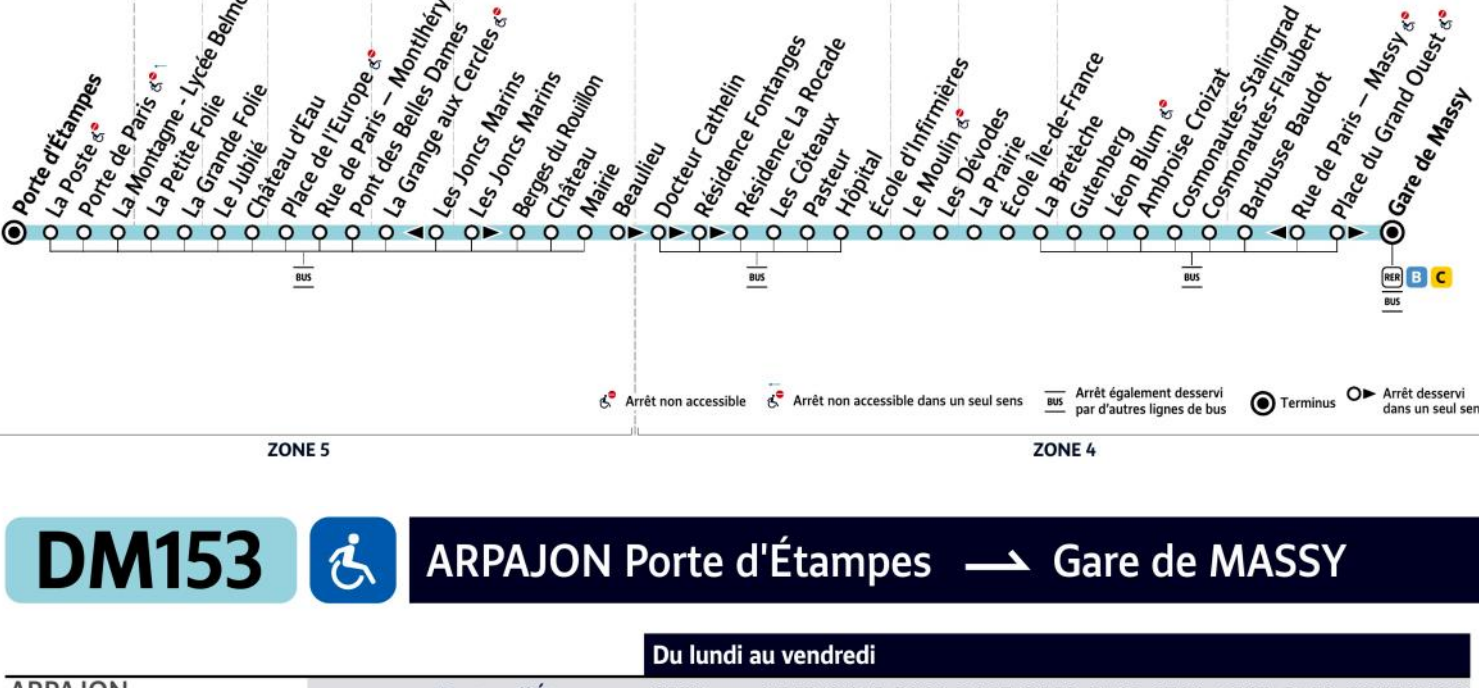 Porte d'Étampes
La Poste
Porte de Paris
La Montagne - Lycée
La Petite Folie
La Grande Folie
Le Jubilé
Château d'Eau
Place de l'Europe
Rue de Paris – Montlhéry
Pont des Belles Dames
La Grange aux Cercles
Les Joncs Marins
Les Joncs Marins
Berges du Rouillon
Château
Mairie
Beaulieu
Docteur Cathelin
Résidence Fontanges
Résidence La Rocade
Les Côteaux
Pasteur
Hôpital
École d'Infirmières
Le Moulin
Les Dévodes
La Prairie
École Île-de-France
La Bretèche
Gutenberg
Léon Blum
Ambroise Croizat
Cosmonautes-Stalingrad
Cosmonautes-Flaubert
Barbusse Baudot
Rue de Paris – Massy
Place du Grand Ouest
Gare de Massy
BUS
BUS
BUS
RER B C
BUS
Arrêt non accessible
Arrêt non accessible dans un seul sens
BUS
Arrêt également desservi
par d'autres lignes de bus
Terminus
Arrêt desservi
dans un seul sen
ZONE 5
ZONE 4
DM153
ARPAJON Porte d'Étampes
Gare de MASSY
Du lundi au vendredi
ARPAJON